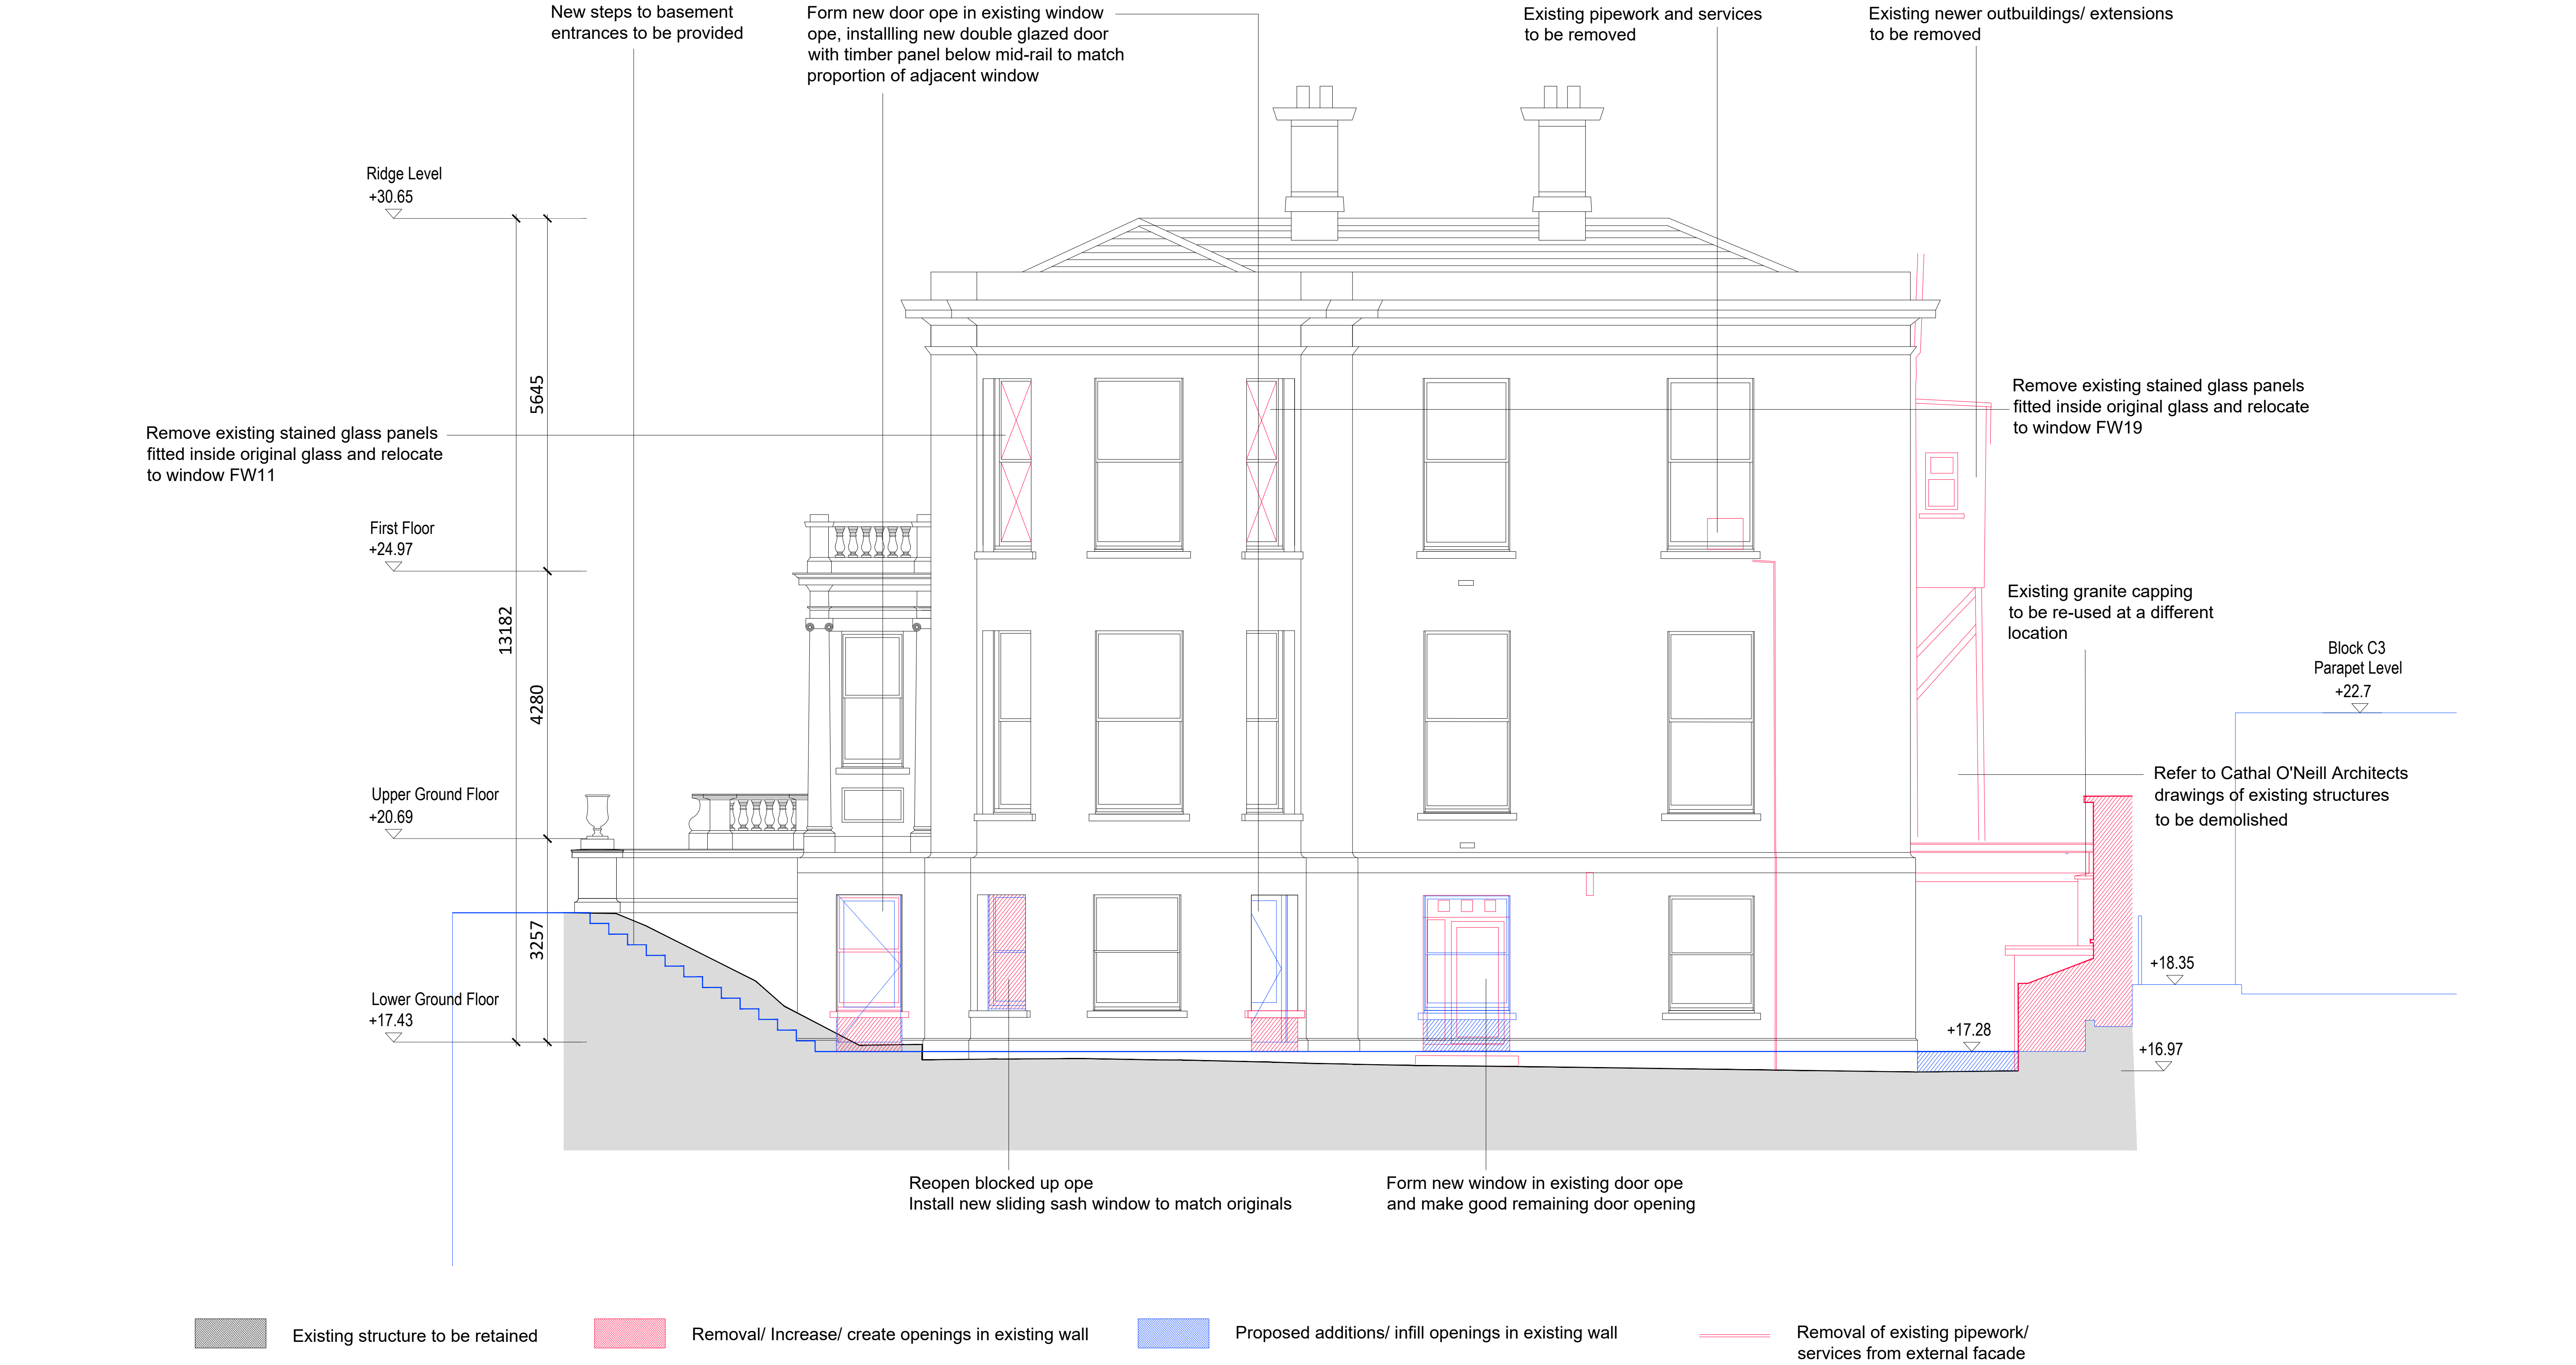 New steps to basement
entrances to be provided
Form new door ope in existing window
ope, installling new double glazed door
with timber panel below mid-rail to match
proportion of adjacent window
Existing pipework and services
to be removed
Existing newer outbuildings/ extensions
to be removed
Ridge Level
+30.65
5645
Remove existing stained glass panels
fitted inside original glass and relocate
to window FW19
Remove existing stained glass panels
fitted inside original glass and relocate
to window FW11
First Floor
+24.97
13182
4280
Existing granite capping
to be re-used at a different
location
Block C3
Parapet Level
+22.7
Refer to Cathal O'Neill Architects
drawings of existing structures
to be demolished
Upper Ground Floor
+20.69
3257
+18.35
Lower Ground Floor
+17.43
+17.28
+16.97
Reopen blocked up ope
Install new sliding sash window to match originals
Form new window in existing door ope
and make good remaining door opening
Existing structure to be retained
Removal/ Increase/ create openings in existing wall
Proposed additions/ infill openings in existing wall
Removal of existing pipework/
services from external facade